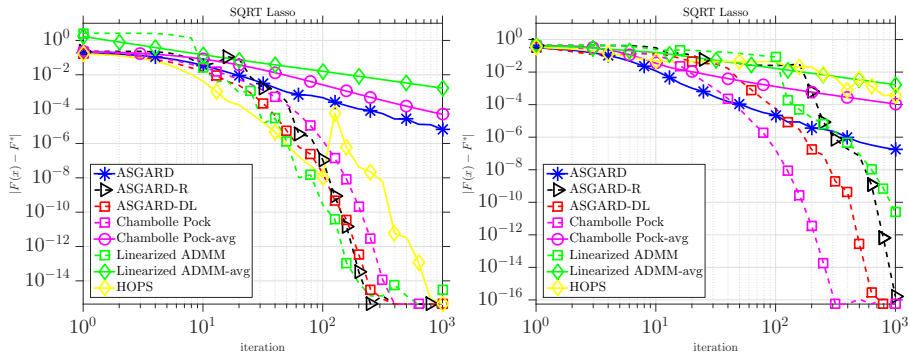 SQRT Lasso
10^0
10^-2
10^-4
10^-6
10^-8
10^-10
10^-12
10^-14
|F(x) − F*|
ASGARD
ASGARD-R
ASGARD-DL
Chambolle Pock
Chambolle Pock-avg
Linearized ADMM
Linearized ADMM-avg
HOPS
10^0
10^1
10^2
10^3
iteration
SQRT Lasso
10^0
10^-2
10^-4
10^-6
10^-8
10^-10
10^-12
10^-14
10^-16
|F(x) − F*|
ASGARD
ASGARD-R
ASGARD-DL
Chambolle Pock
Chambolle Pock-avg
Linearized ADMM
Linearized ADMM-avg
HOPS
10^0
10^1
10^2
10^3
iteration